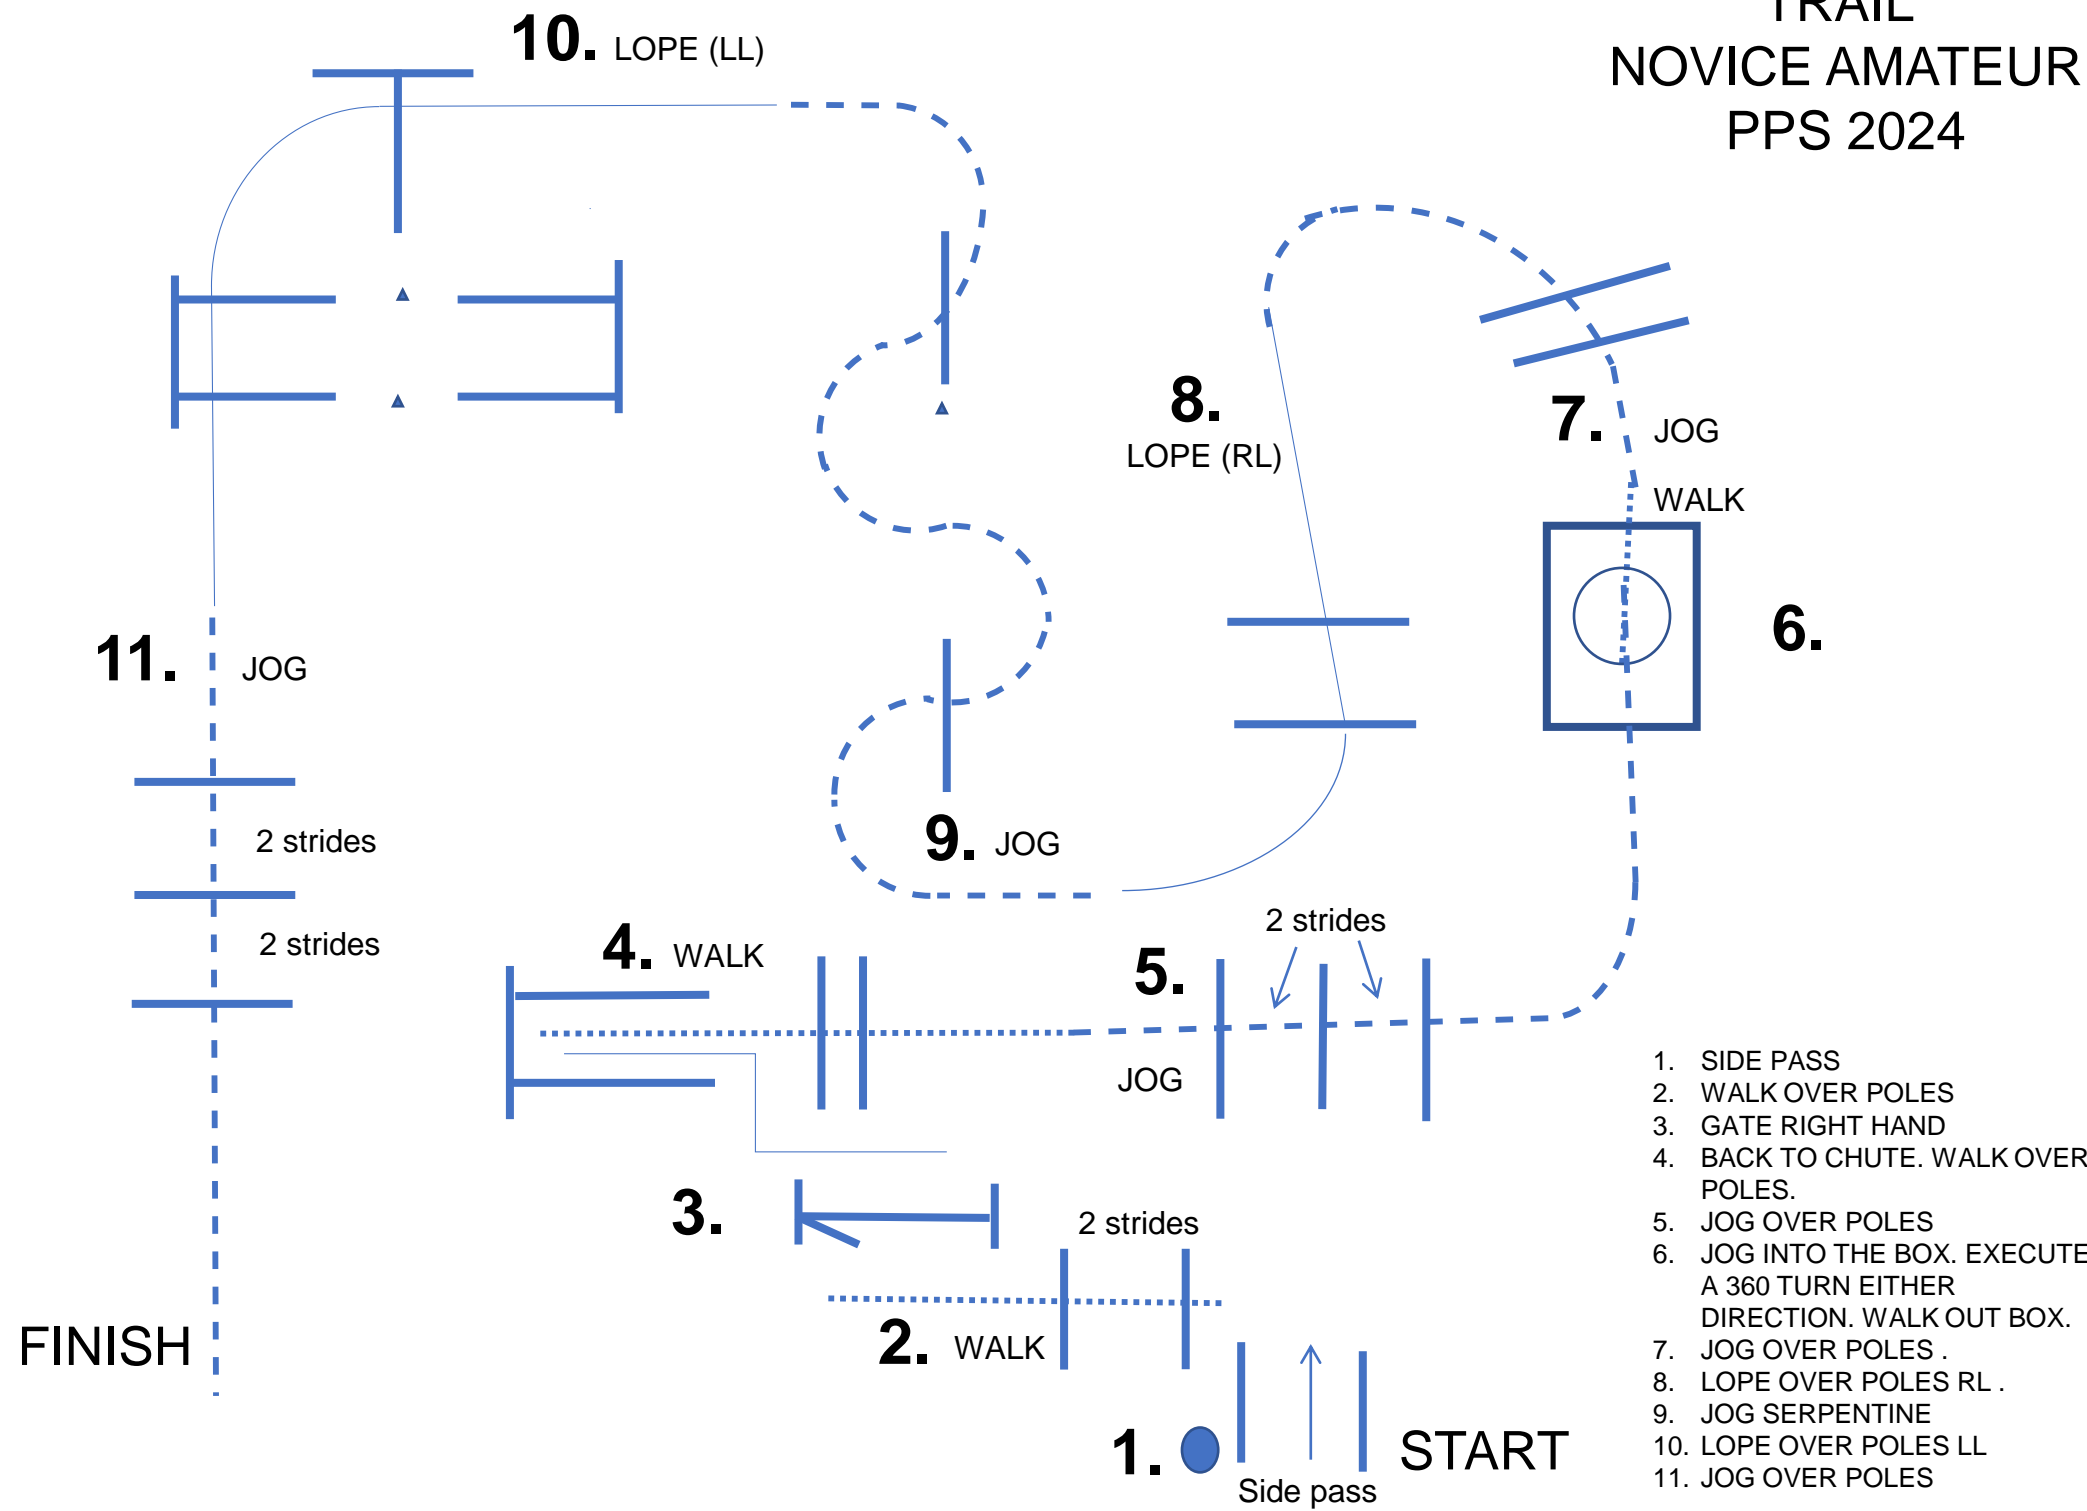 TRAIL
NOVICE AMATEUR
PPS 2024
10. LOPE (LL)
8.
LOPE (RL)
7. JOG
WALK
6.
11. JOG
2 strides
2 strides
9. JOG
4. WALK
2 strides
5.
JOG
3.
2 strides
2. WALK
FINISH
1.
START
Side pass
1. SIDE PASS
2. WALK OVER POLES
3. GATE RIGHT HAND
4. BACK TO CHUTE. WALK OVER
POLES.
5. JOG OVER POLES
6. JOG INTO THE BOX. EXECUTE
A 360 TURN EITHER
DIRECTION. WALK OUT BOX.
7. JOG OVER POLES .
8. LOPE OVER POLES RL .
9. JOG SERPENTINE
10. LOPE OVER POLES LL
11. JOG OVER POLES